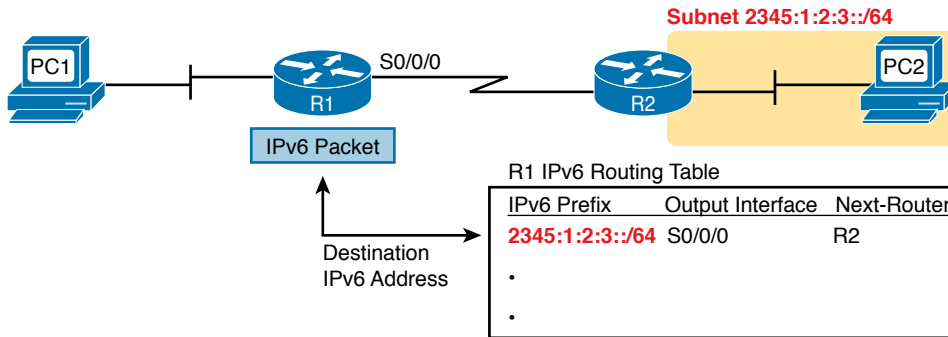 Subnet 2345:1:2:3::/64
PC1
S0/0/0
R1
R2
PC2
IPv6 Packet
R1 IPv6 Routing Table
IPv6 Prefix Output Interface Next-Router
2345:1:2:3::/64 S0/0/0 R2
Destination
IPv6 Address